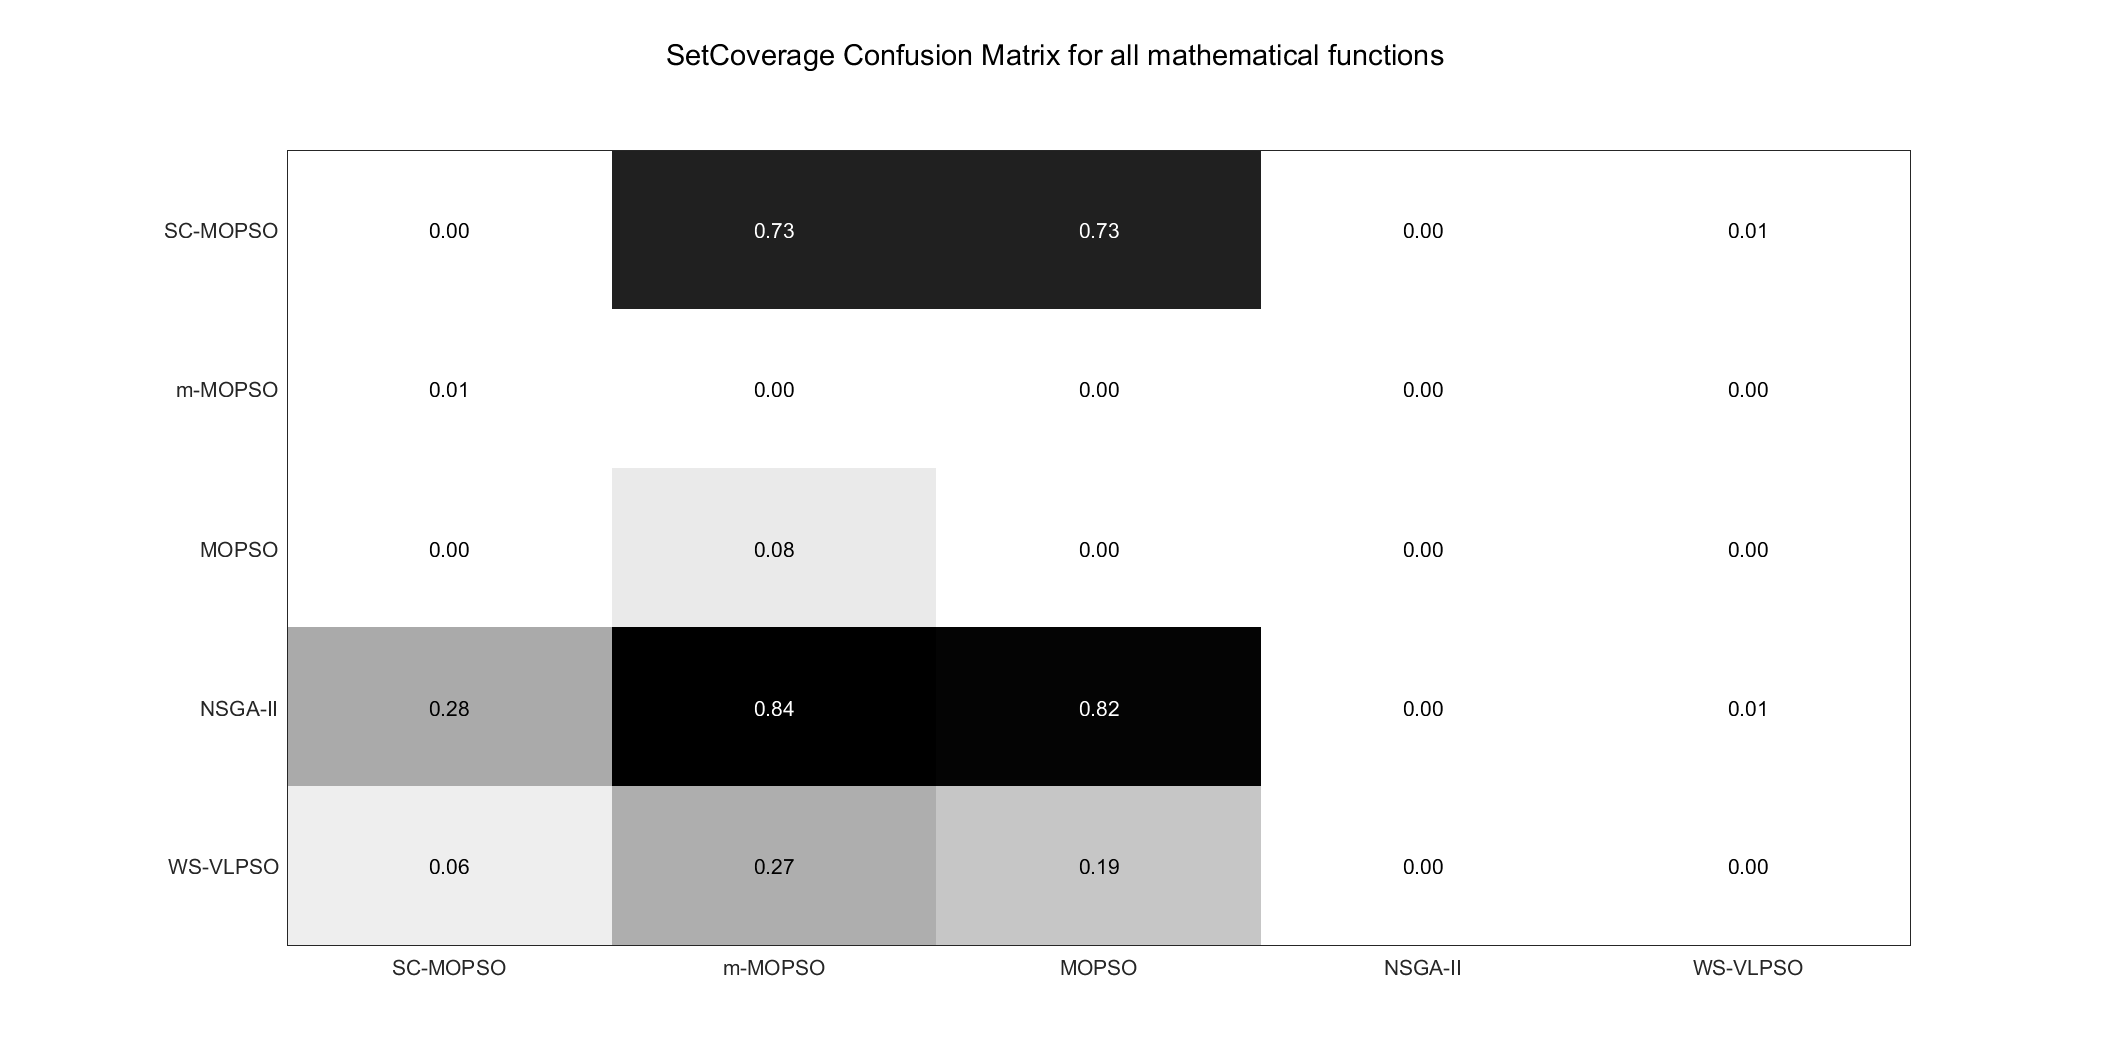 SetCoverage Confusion Matrix for all mathematical functions
SC-MOPSO 0.00 0.73 0.73 0.00 0.01
m-MOPSO 0.01 0.00 0.00 0.00 0.00
MOPSO 0.00 0.08 0.00 0.00 0.00
NSGA-II 0.28 0.84 0.82 0.00 0.01
WS-VLPSO 0.06 0.27 0.19 0.00 0.00
SC-MOPSO m-MOPSO MOPSO NSGA-II WS-VLPSO